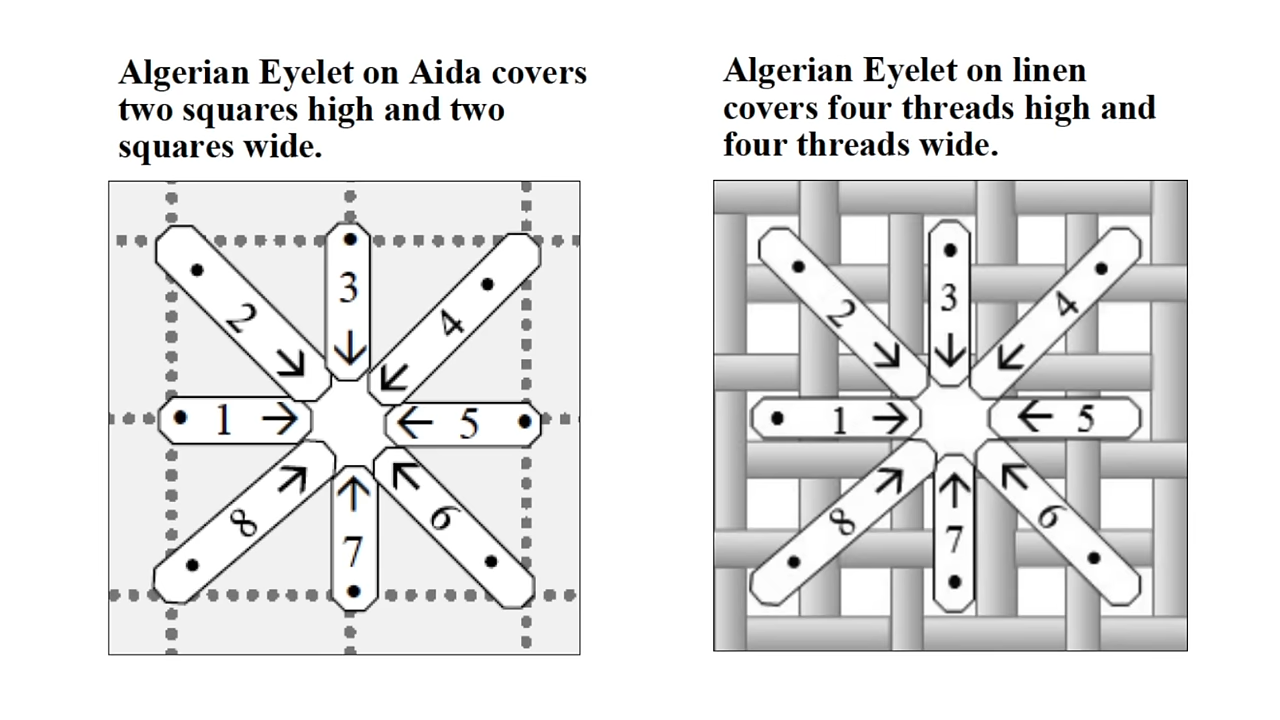 Algerian Eyelet on Aida covers
two squares high and two
squares wide.
Algerian Eyelet on linen
covers four threads high and
four threads wide.
2
3
4
1
5
8
7
6
2
3
4
1
5
8
7
6